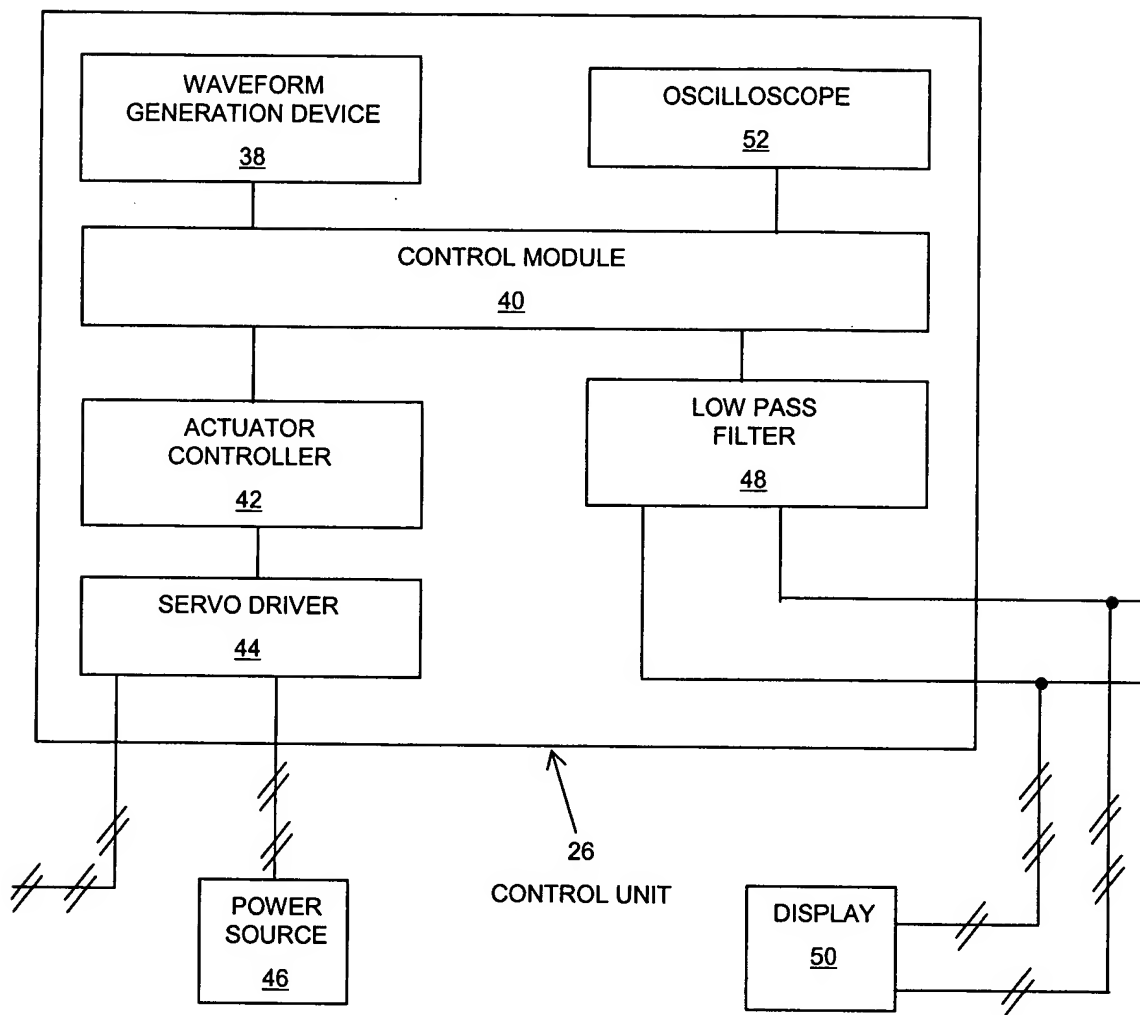 WAVEFORM
GENERATION DEVICE
38
OSCILLOSCOPE
52
CONTROL MODULE
40
ACTUATOR
CONTROLLER
42
LOW PASS
FILTER
48
SERVO DRIVER
44
26
CONTROL UNIT
POWER
SOURCE
46
DISPLAY
50